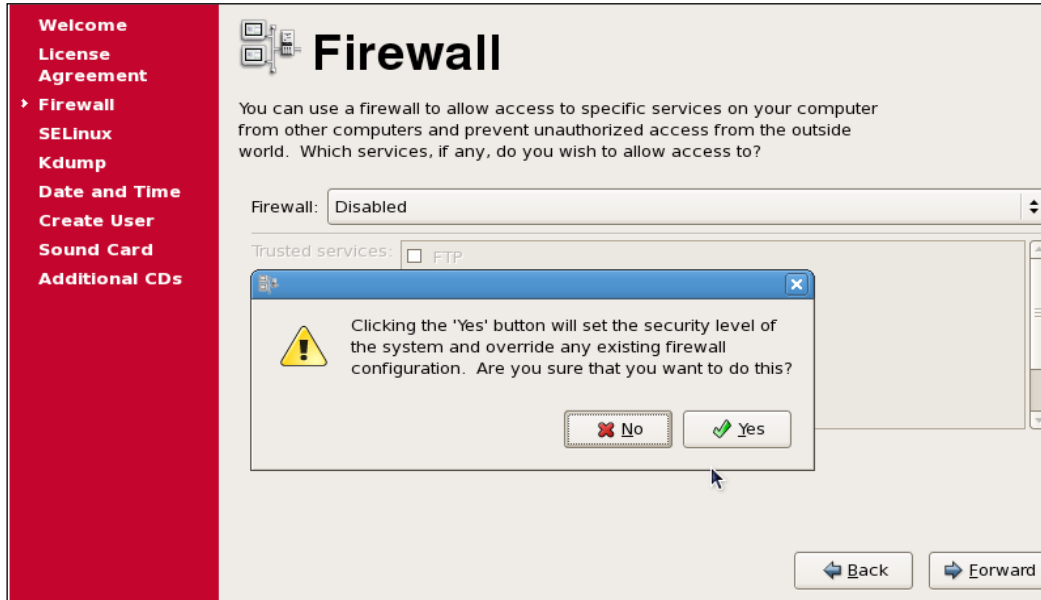 Welcome
License
Agreement
Firewall
SELinux
Kdump
Date and Time
Create User
Sound Card
Additional CDs
Firewall
You can use a firewall to allow access to specific services on your computer
from other computers and prevent unauthorized access from the outside
world.  Which services, if any, do you wish to allow access to?
Firewall: Disabled
Trusted services: FTP
Clicking the 'Yes' button will set the security level of
the system and override any existing firewall
configuration.  Are you sure that you want to do this?
No Yes
Back Forward